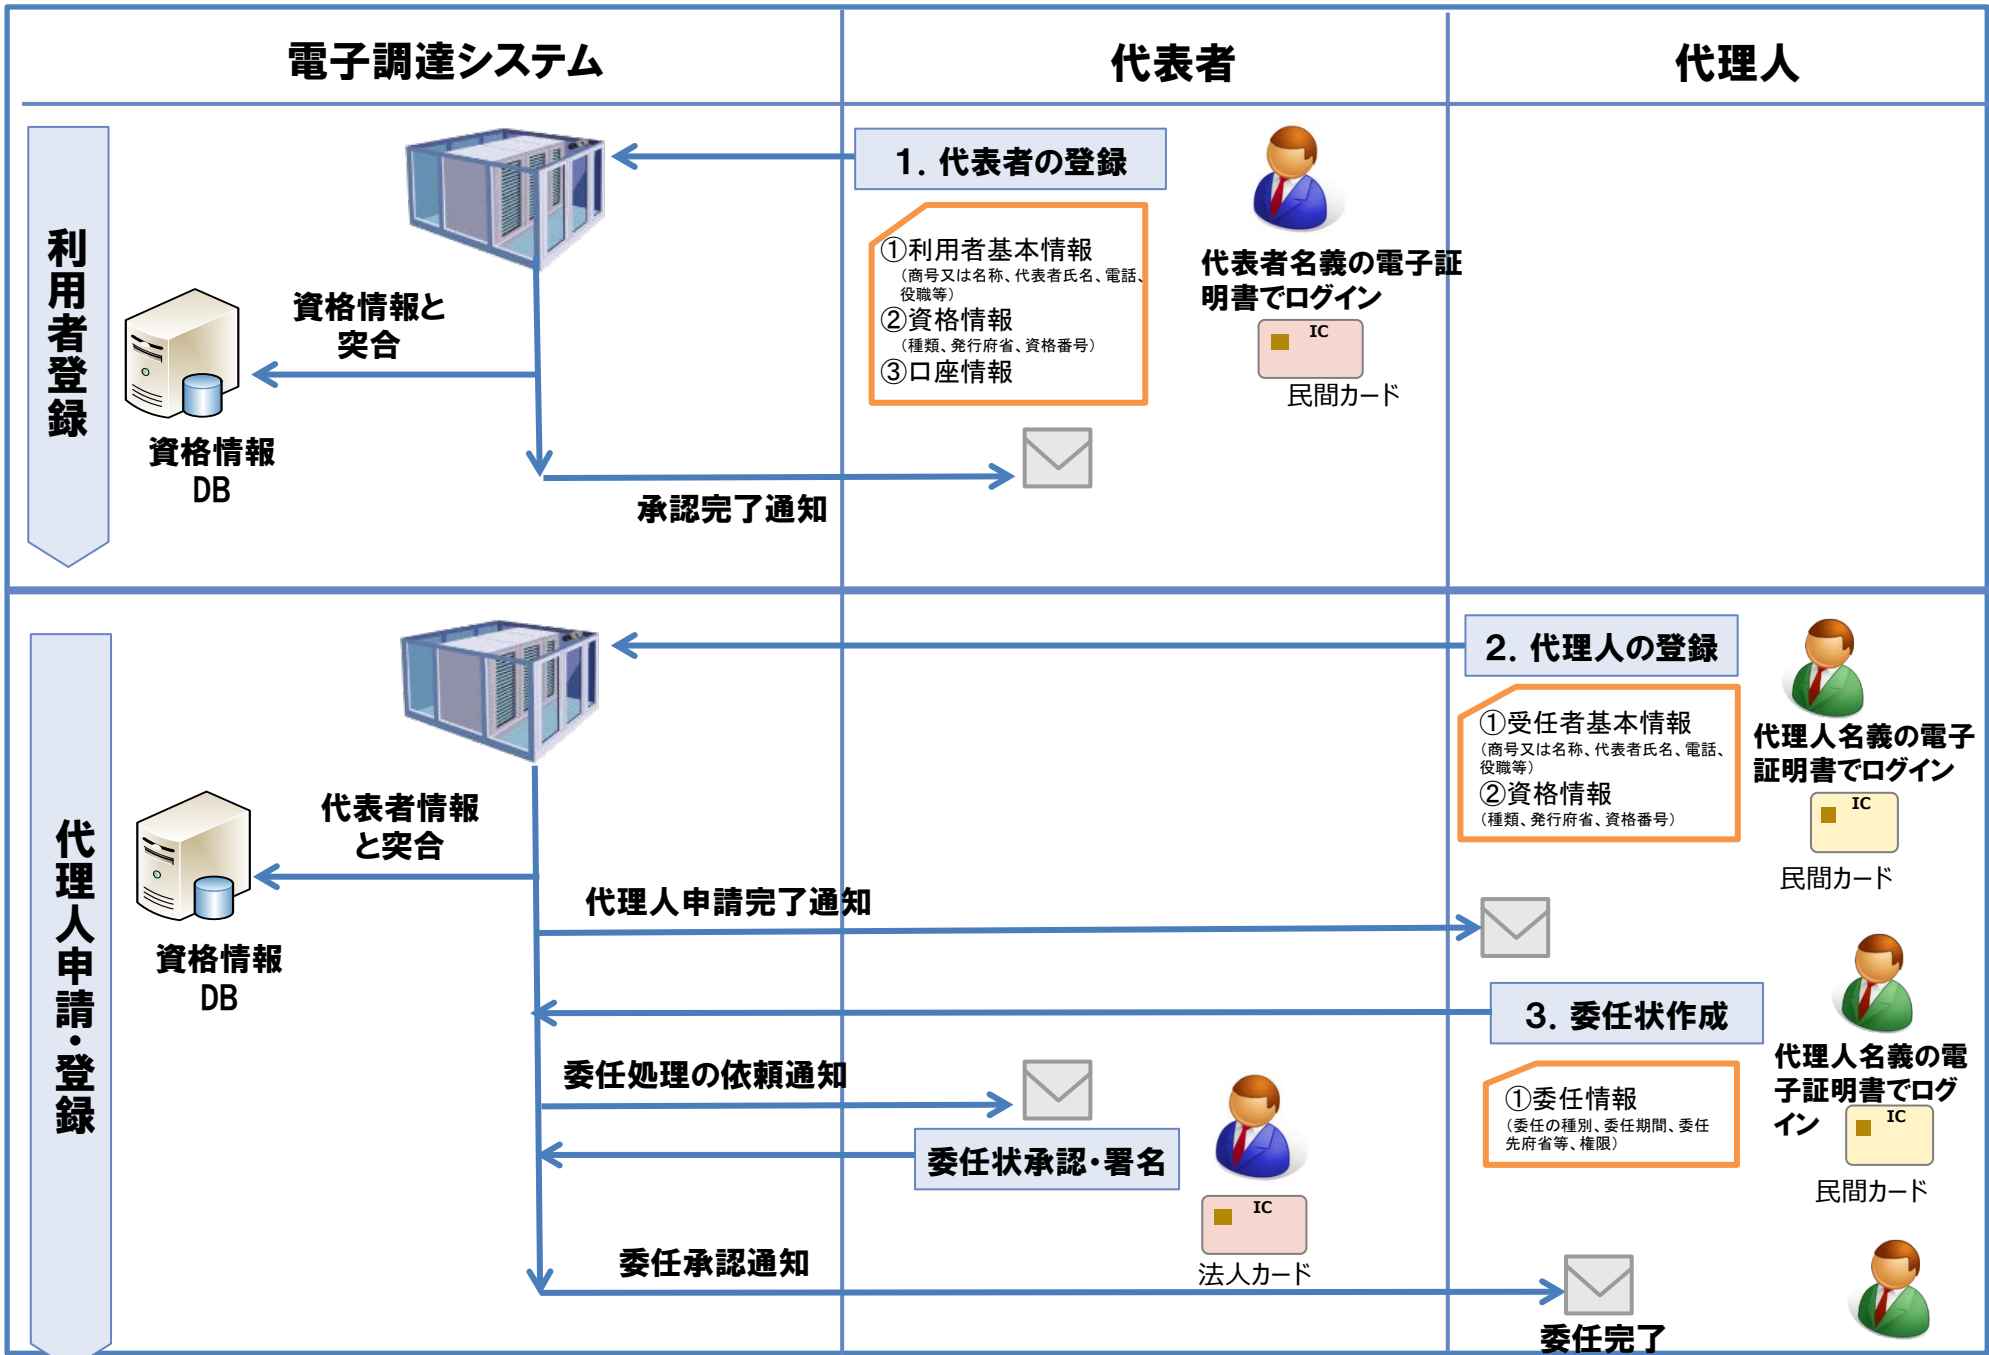 電子調達システム
代表者
代理人
利用者登録
1. 代表者の登録
①利用者基本情報
（商号又は名称、代表者氏名、電話、
役職等）
②資格情報
（種類、発行府省、資格番号）
③口座情報
代表者名義の電子証
明書でログイン
IC
民間カード
資格情報と
突合
資格情報
DB
承認完了通知
代理人申請・登録
2. 代理人の登録
①受任者基本情報
（商号又は名称、代表者氏名、電話、
役職等）
②資格情報
（種類、発行府省、資格番号）
代理人名義の電子
証明書でログイン
IC
民間カード
代表者情報
と突合
資格情報
DB
代理人申請完了通知
3. 委任状作成
①委任情報
（委任の種別、委任期間、委任
先府省等、権限）
代理人名義の電
子証明書でログ
イン
IC
民間カード
委任処理の依頼通知
委任状承認・署名
IC
法人カード
委任承認通知
委任完了